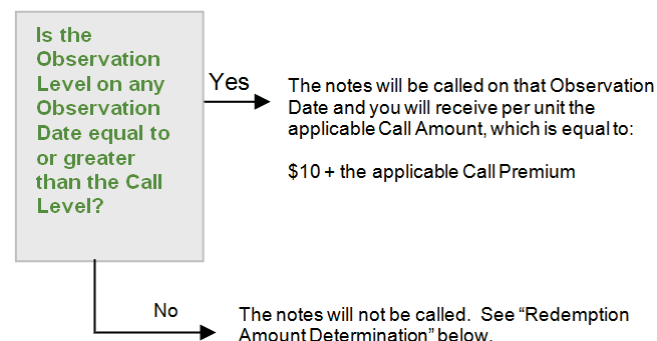 Is the
Observation
Level on any
Observation
Date equal to
or greater
than the Call
Level?
Yes
The notes will be called on that Observation
Date and you will receive per unit the
applicable Call Amount, which is equal to:
$10 + the applicable Call Premium
No
The notes will not be called. See “Redemption
Amount Determination” below.